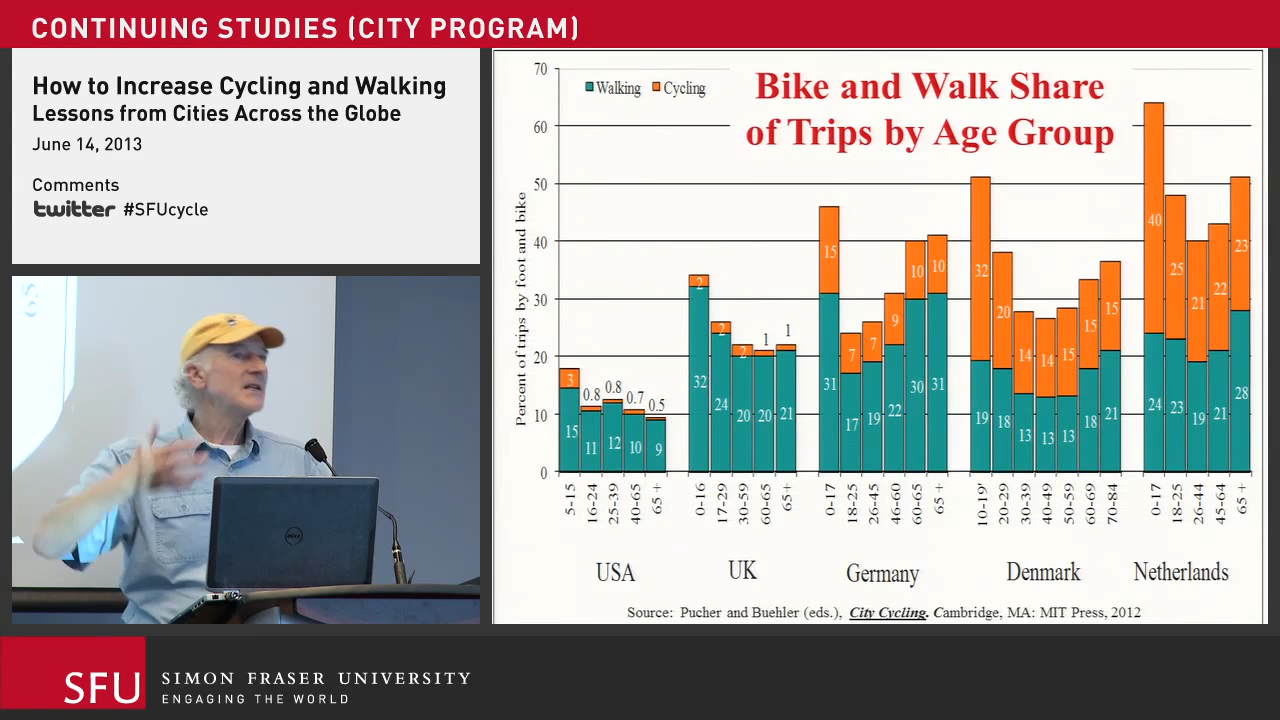 CONTINUING STUDIES (CITY PROGRAM)
How to Increase Cycling and Walking
Lessons from Cities Across the Globe
June 14, 2013
Comments
twitter #SFUcycle
Bike and Walk Share
of Trips by Age Group
Walking Cycling
Percent of trips by foot and bike
70
60
50
40
30
20
10
0
3 0.8 0.8 0.7 0.5
15 11 12 10 9
2 2 2 1 1
32 24 20 20 21
15 7 7 9 10 10
31 17 19 22 30 31
32 20 14 14 15 15 15
19 18 13 13 13 18 21
40 25 21 22 23
24 23 19 21 28
5-15 16-24 25-39 40-65 65 +
0-16 17-29 30-59 60-65 65+
0-17 18-25 26-45 46-60 60-65 65 +
10-19' 20-29 30-39 40-49 50-59 60-69 70-84
0-17 18-25 26-44 45-64 65 +
USA UK Germany Denmark Netherlands
Source: Pucher and Buehler (eds.), City Cycling. Cambridge, MA: MIT Press, 2012
DELL
SFU
SIMON FRASER UNIVERSITY
ENGAGING THE WORLD